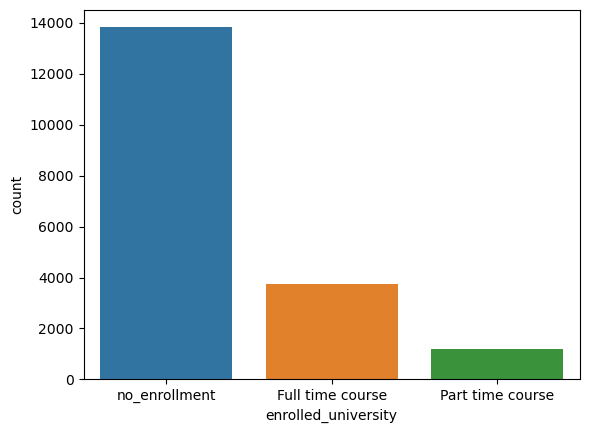 14000
12000
10000
8000
6000
4000
2000
0
count
no_enrollment
Full time course
Part time course
enrolled_university